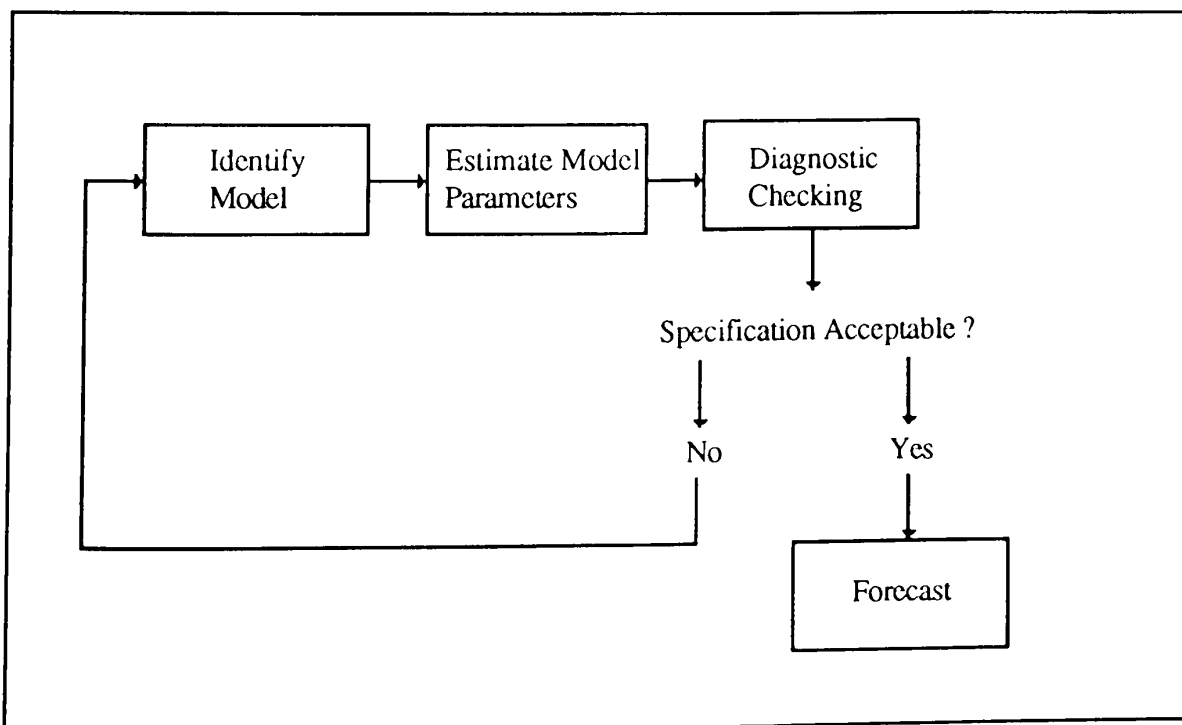 Identify
Model
Estimate Model
Parameters
Diagnostic
Checking
Specification Acceptable ?
No
Yes
Forecast